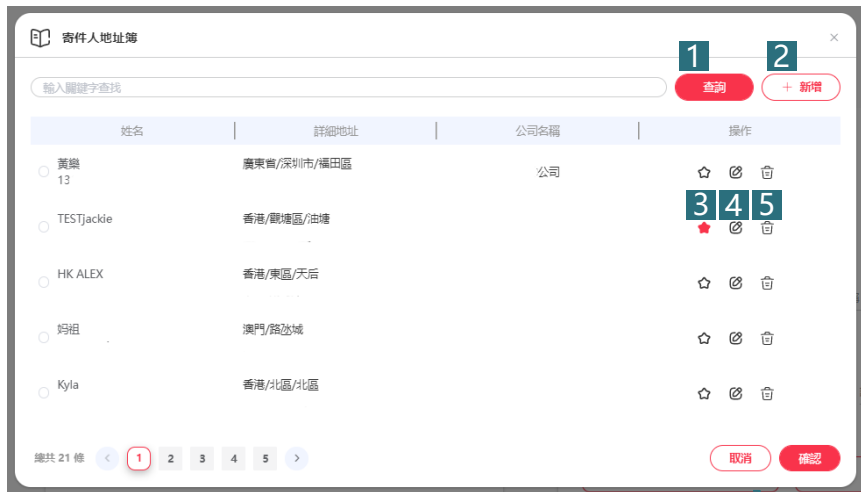 寄件人地址簿
1 2
輸入關鍵字查找 查詢 + 新增
姓名 詳細地址 公司名稱 操作
黃樂 廣東省/深圳市/福田區 公司
13
3 4 5
TESTjackie 香港/觀塘區/油塘
HK ALEX 香港/東區/天后
妈祖 澳門/路氹城
Kyla 香港/北區/北區
總共 21 條 < 1 2 3 4 5 > 取消 確認